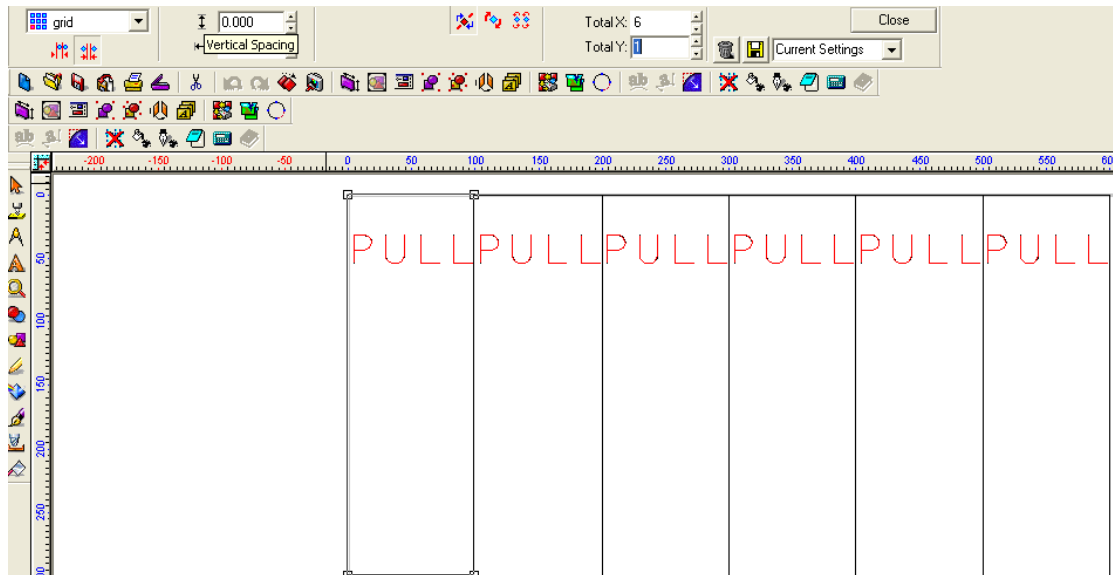 grid 0.000 Total X: 6 Close
Vertical Spacing Total Y: 1 Current Settings
ab
ab
-200 -150 -100 -50 0 50 100 150 200 250 300 350 400 450 500 550 60
0
50
100
150
200
250
PULL PULL PULL PULL PULL PULL